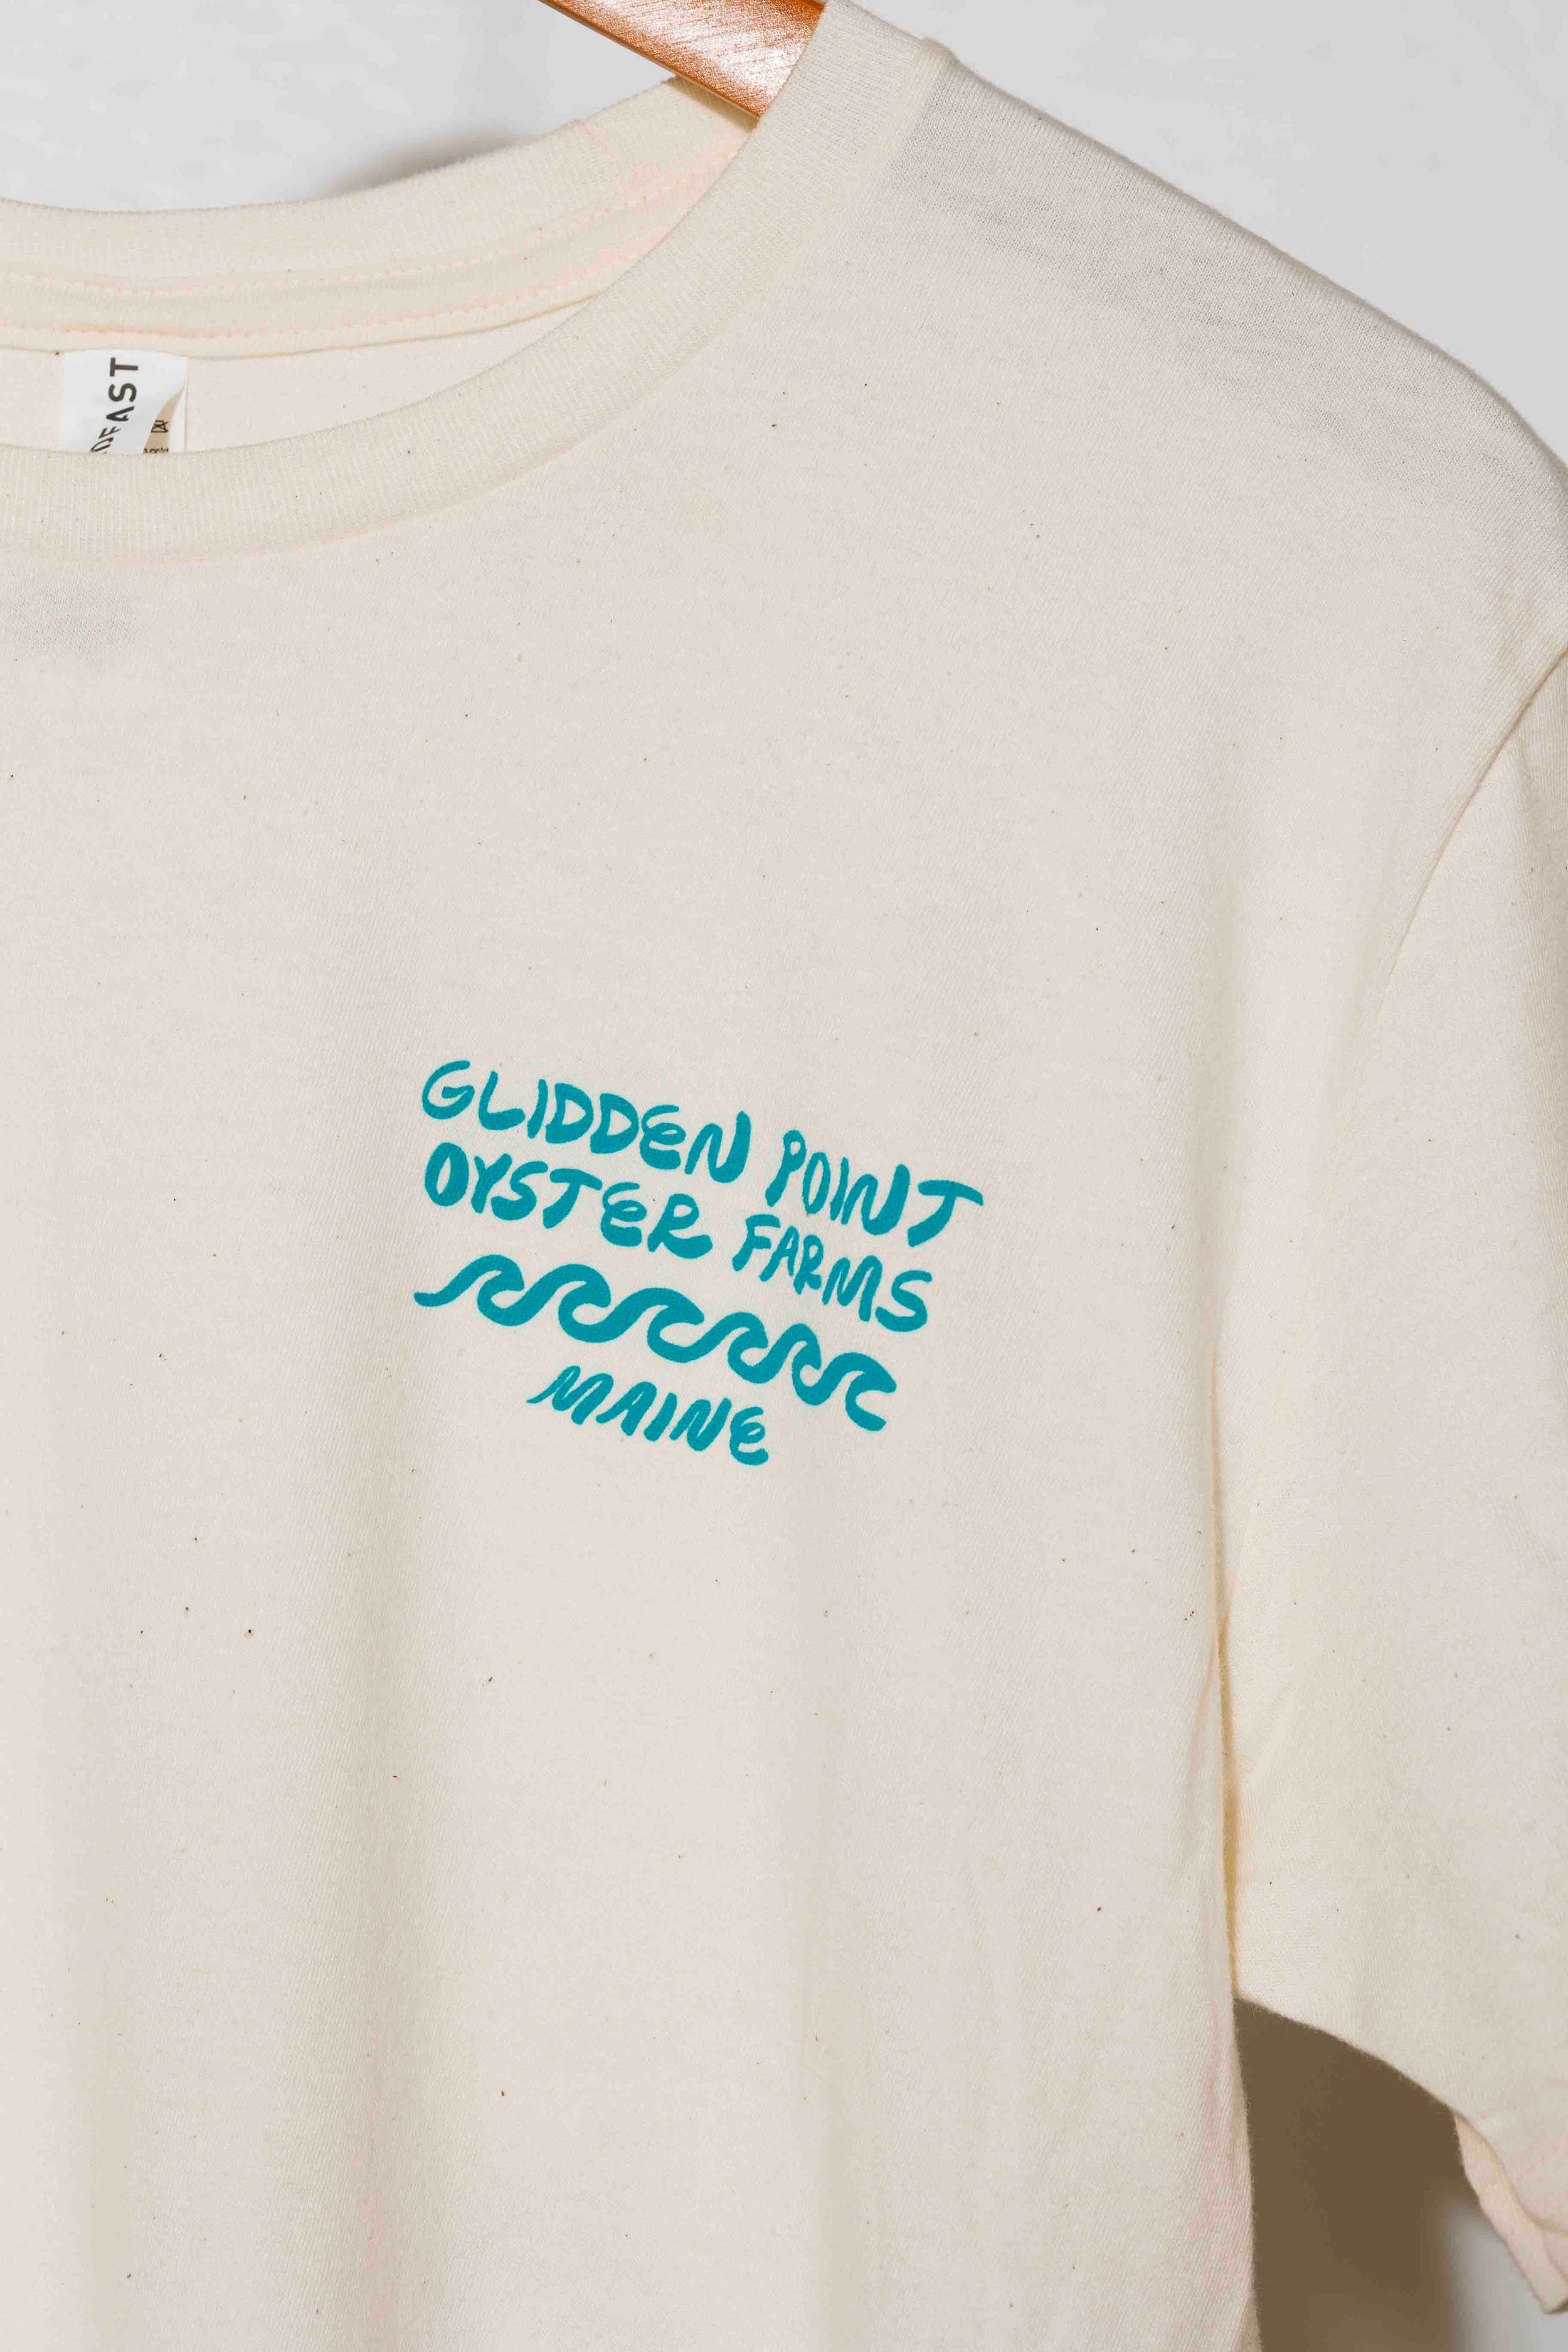 GLIDDEN POINT
OYSTER FARMS
MAINE